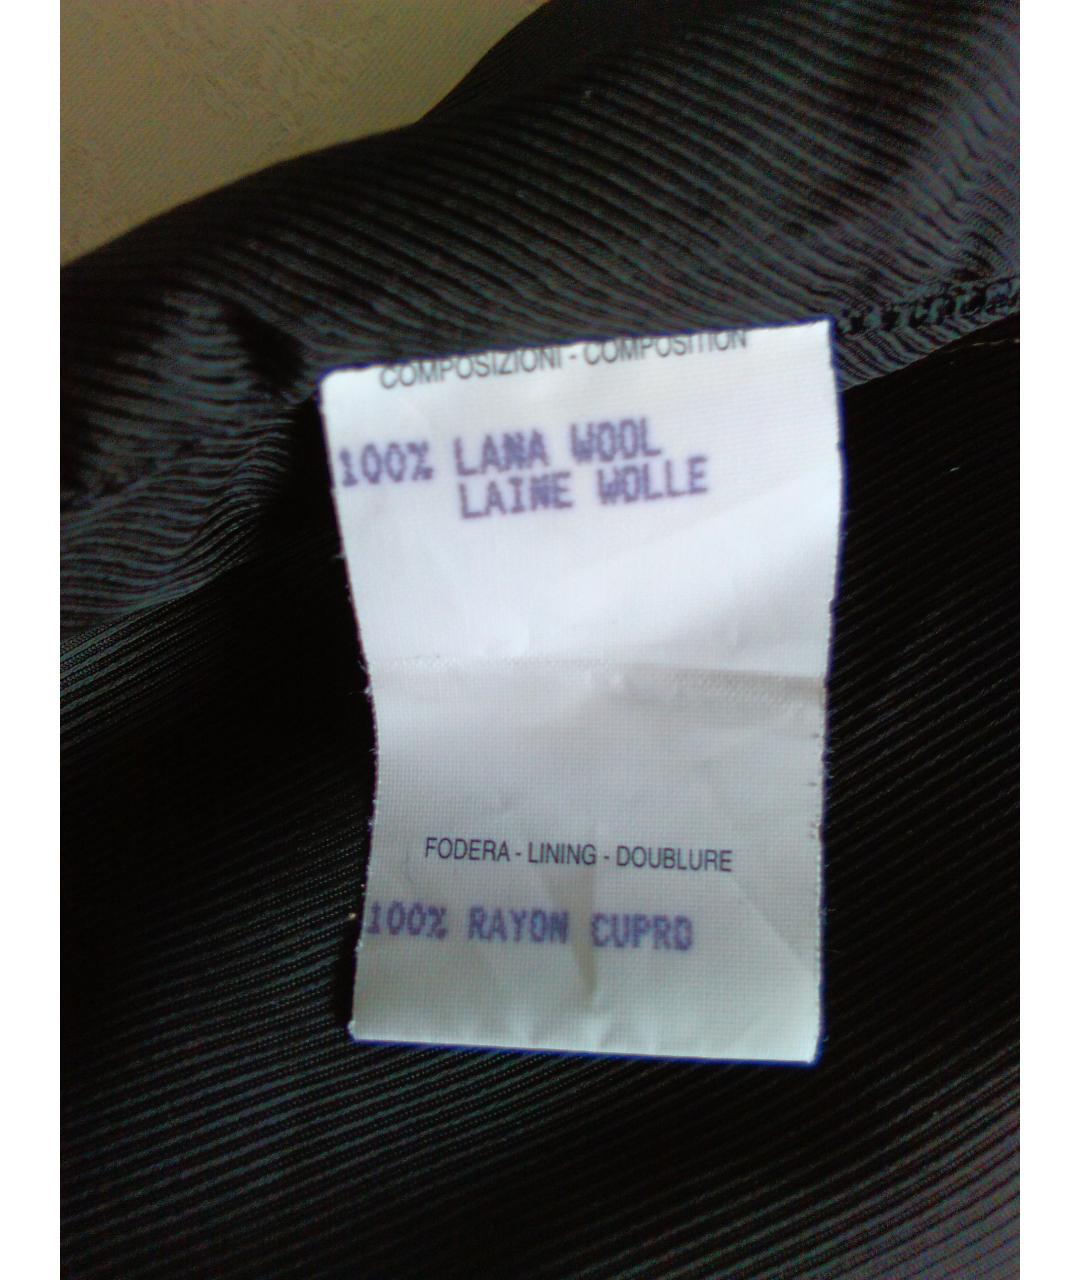 COMPOSIZIONI - COMPOSITION
100% LANA WOOL
LAINE WOLLE
FODERA - LINING - DOUBLURE
100% RAYON CUPRO